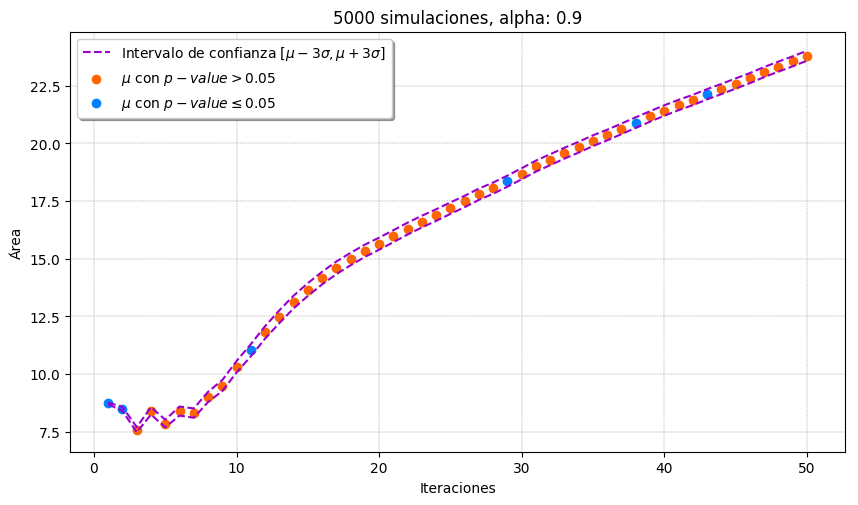 5000 simulaciones, alpha: 0.9
Intervalo de confianza [μ − 3σ, μ + 3σ]
μ con p − value > 0.05
μ con p − value ≤ 0.05
Área
22.5
20.0
17.5
15.0
12.5
10.0
7.5
0 10 20 30 40 50
Iteraciones